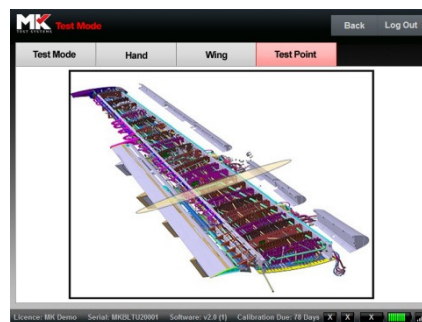 MK Test Mode
TEST SYSTEMS
Back Log Out
Test Mode Hand Wing Test Point
Licence: MK Demo Serial: MKBLTU20001 Software: v2.0 (1) Calibration Due: 78 Days X X X